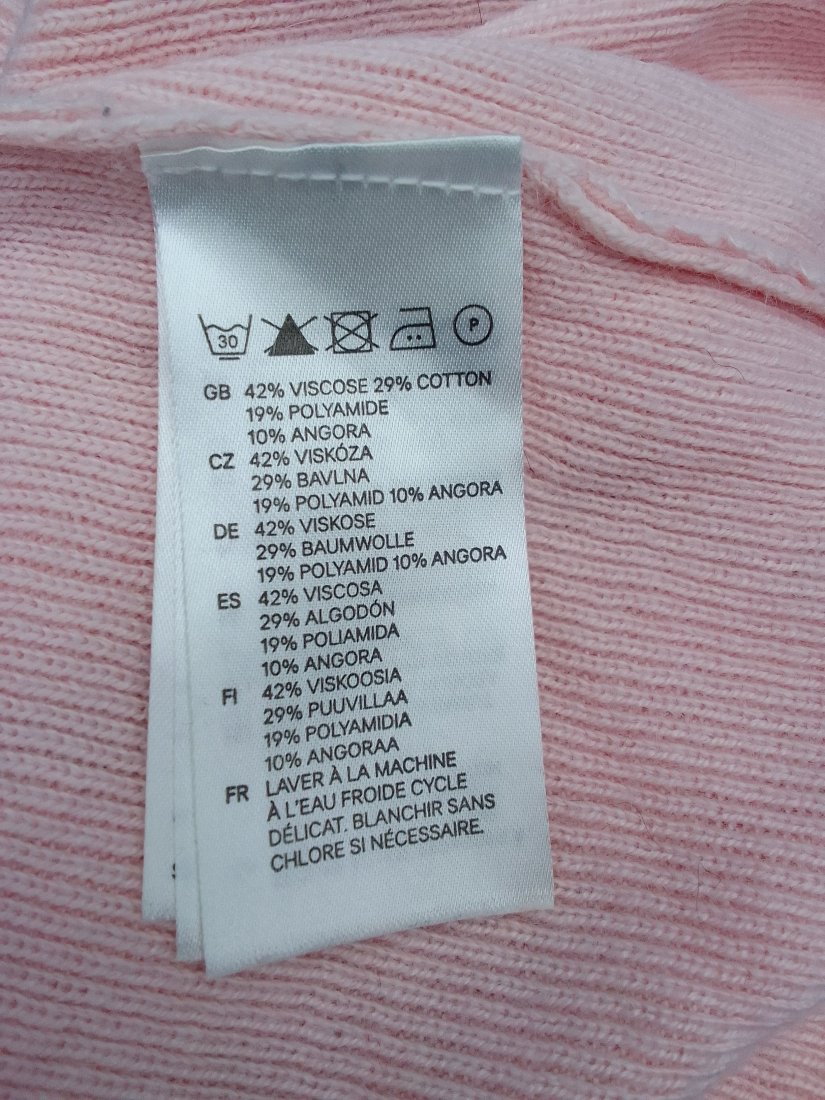 30 P
GB 42% VISCOSE 29% COTTON
19% POLYAMIDE
10% ANGORA
CZ 42% VISKÓZA
29% BAVLNA
19% POLYAMID 10% ANGORA
DE 42% VISKOSE
29% BAUMWOLLE
19% POLYAMID 10% ANGORA
ES 42% VISCOSA
29% ALGODÓN
19% POLIAMIDA
10% ANGORA
FI 42% VISKOOSIA
29% PUUVILLAA
19% POLYAMIDIA
10% ANGORAA
FR LAVER À LA MACHINE
À L'EAU FROIDE CYCLE
DÉLICAT. BLANCHIR SANS
CHLORE SI NÉCESSAIRE.